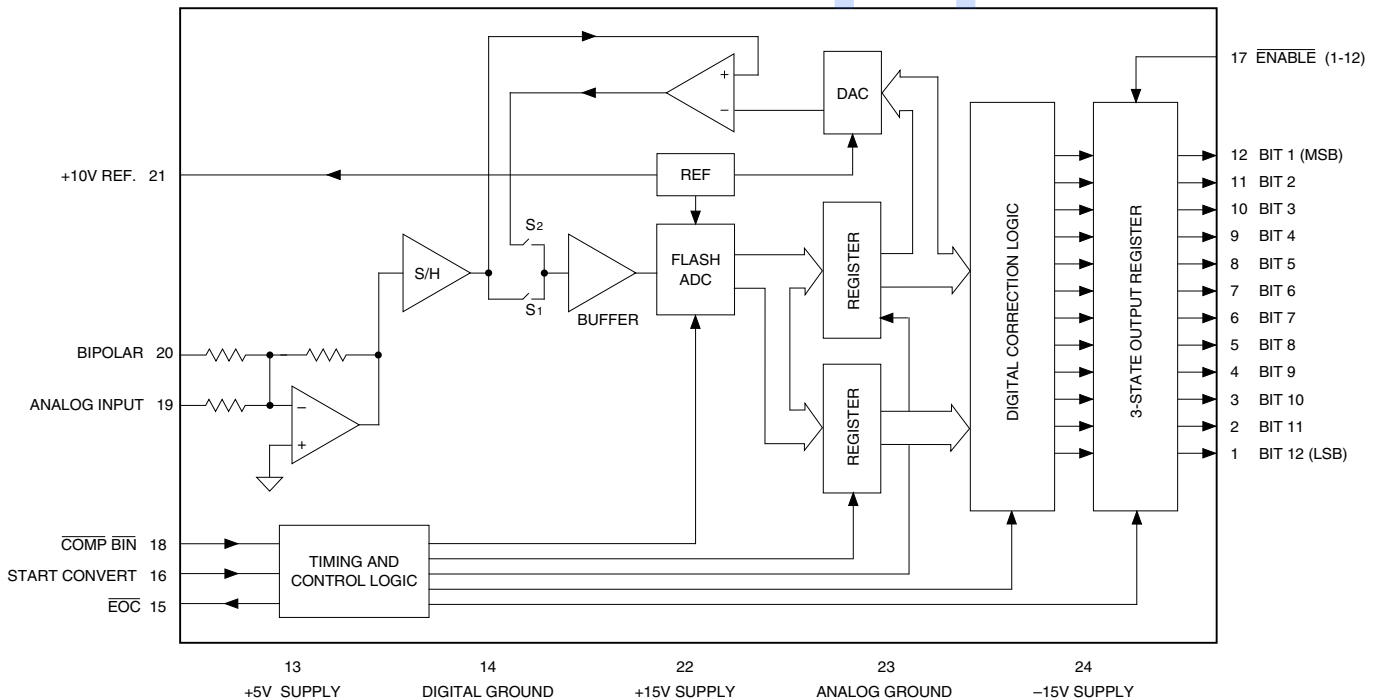 17 ENABLE (1-12)
+
−
DAC
+10V REF. 21
REF
12 BIT 1 (MSB)
11 BIT 2
10 BIT 3
9 BIT 4
8 BIT 5
7 BIT 6
6 BIT 7
5 BIT 8
4 BIT 9
3 BIT 10
2 BIT 11
1 BIT 12 (LSB)
S2
S/H
S1
BUFFER
FLASH
ADC
REGISTER
REGISTER
DIGITAL CORRECTION LOGIC
3-STATE OUTPUT REGISTER
BIPOLAR 20
ANALOG INPUT 19
−
+
COMP BIN 18
START CONVERT 16
EOC 15
TIMING AND
CONTROL LOGIC
13 14 22 23 24
+5V SUPPLY DIGITAL GROUND +15V SUPPLY ANALOG GROUND −15V SUPPLY